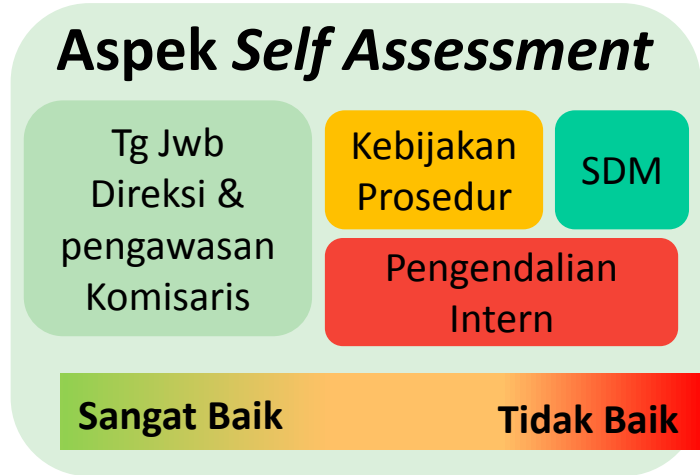 Aspek Self Assessment
Tg Jwb
Direksi &
pengawasan
Komisaris
Kebijakan
Prosedur
SDM
Pengendalian
Intern
Sangat Baik
Tidak Baik